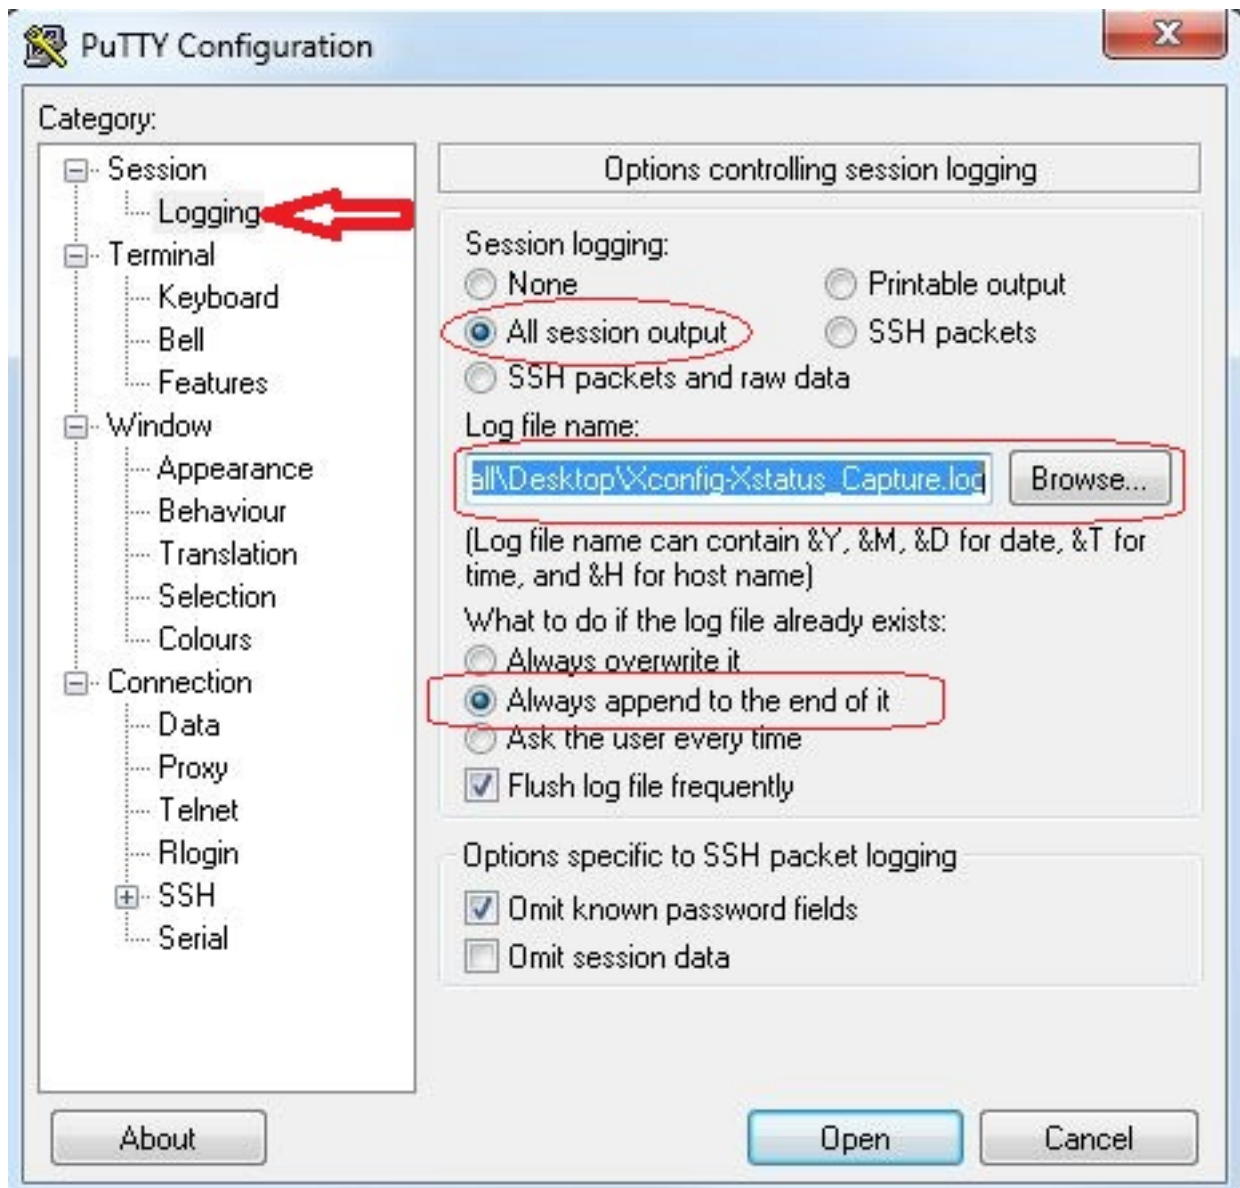 PuTTY Configuration
Category:
Session
Logging
Terminal
Keyboard
Bell
Features
Window
Appearance
Behaviour
Translation
Selection
Colours
Connection
Data
Proxy
Telnet
Rlogin
SSH
Serial
Options controlling session logging
Session logging:
None
Printable output
All session output
SSH packets
SSH packets and raw data
Log file name:
all\Desktop\Xconfig-Xstatus_Capture.log
Browse...
(Log file name can contain &Y, &M, &D for date, &T for
time, and &H for host name)
What to do if the log file already exists:
Always overwrite it
Always append to the end of it
Ask the user every time
Flush log file frequently
Options specific to SSH packet logging
Omit known password fields
Omit session data
About
Open
Cancel